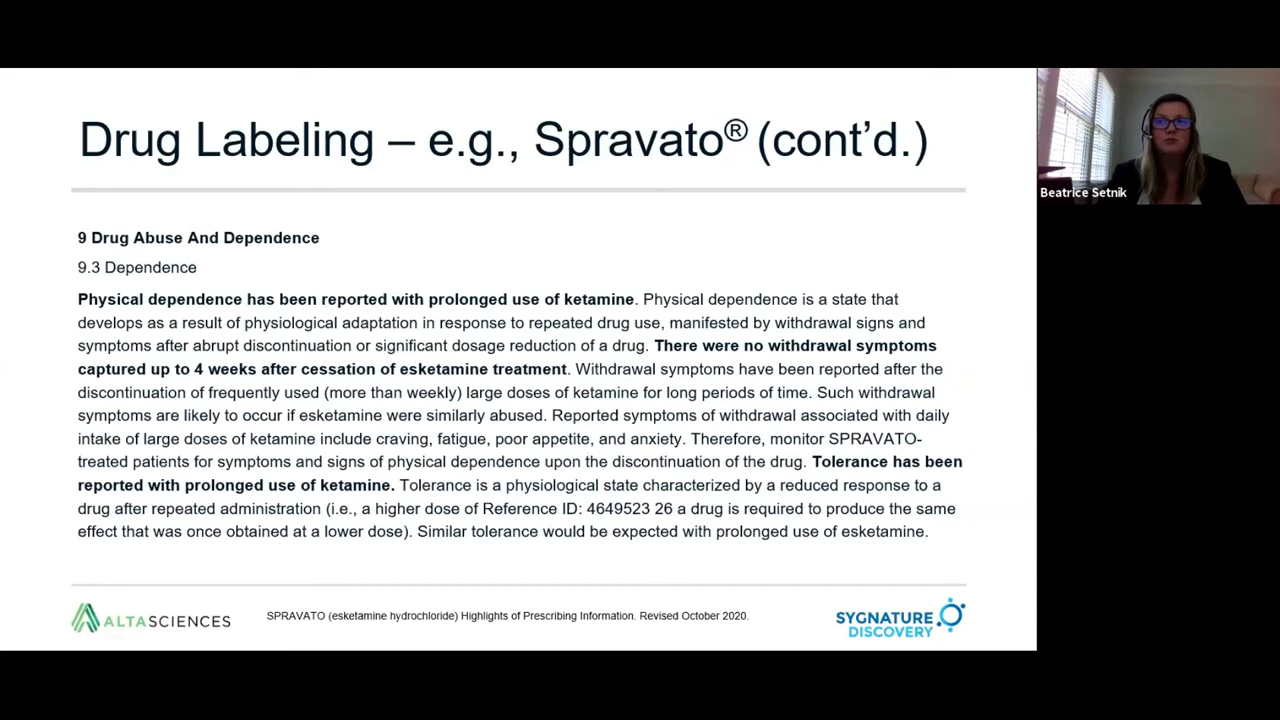 Drug Labeling – e.g., Spravato® (cont’d.)
Beatrice Setnik
9 Drug Abuse And Dependence
9.3 Dependence
Physical dependence has been reported with prolonged use of ketamine. Physical dependence is a state that
develops as a result of physiological adaptation in response to repeated drug use, manifested by withdrawal signs and
symptoms after abrupt discontinuation or significant dosage reduction of a drug. There were no withdrawal symptoms
captured up to 4 weeks after cessation of esketamine treatment. Withdrawal symptoms have been reported after the
discontinuation of frequently used (more than weekly) large doses of ketamine for long periods of time. Such withdrawal
symptoms are likely to occur if esketamine were similarly abused. Reported symptoms of withdrawal associated with daily
intake of large doses of ketamine include craving, fatigue, poor appetite, and anxiety. Therefore, monitor SPRAVATO-
treated patients for symptoms and signs of physical dependence upon the discontinuation of the drug. Tolerance has been
reported with prolonged use of ketamine. Tolerance is a physiological state characterized by a reduced response to a
drug after repeated administration (i.e., a higher dose of Reference ID: 4649523 26 a drug is required to produce the same
effect that was once obtained at a lower dose). Similar tolerance would be expected with prolonged use of esketamine.
ALTASCIENCES
SPRAVATO (esketamine hydrochloride) Highlights of Prescribing Information. Revised October 2020.
SYGNATURE
DISCOVERY